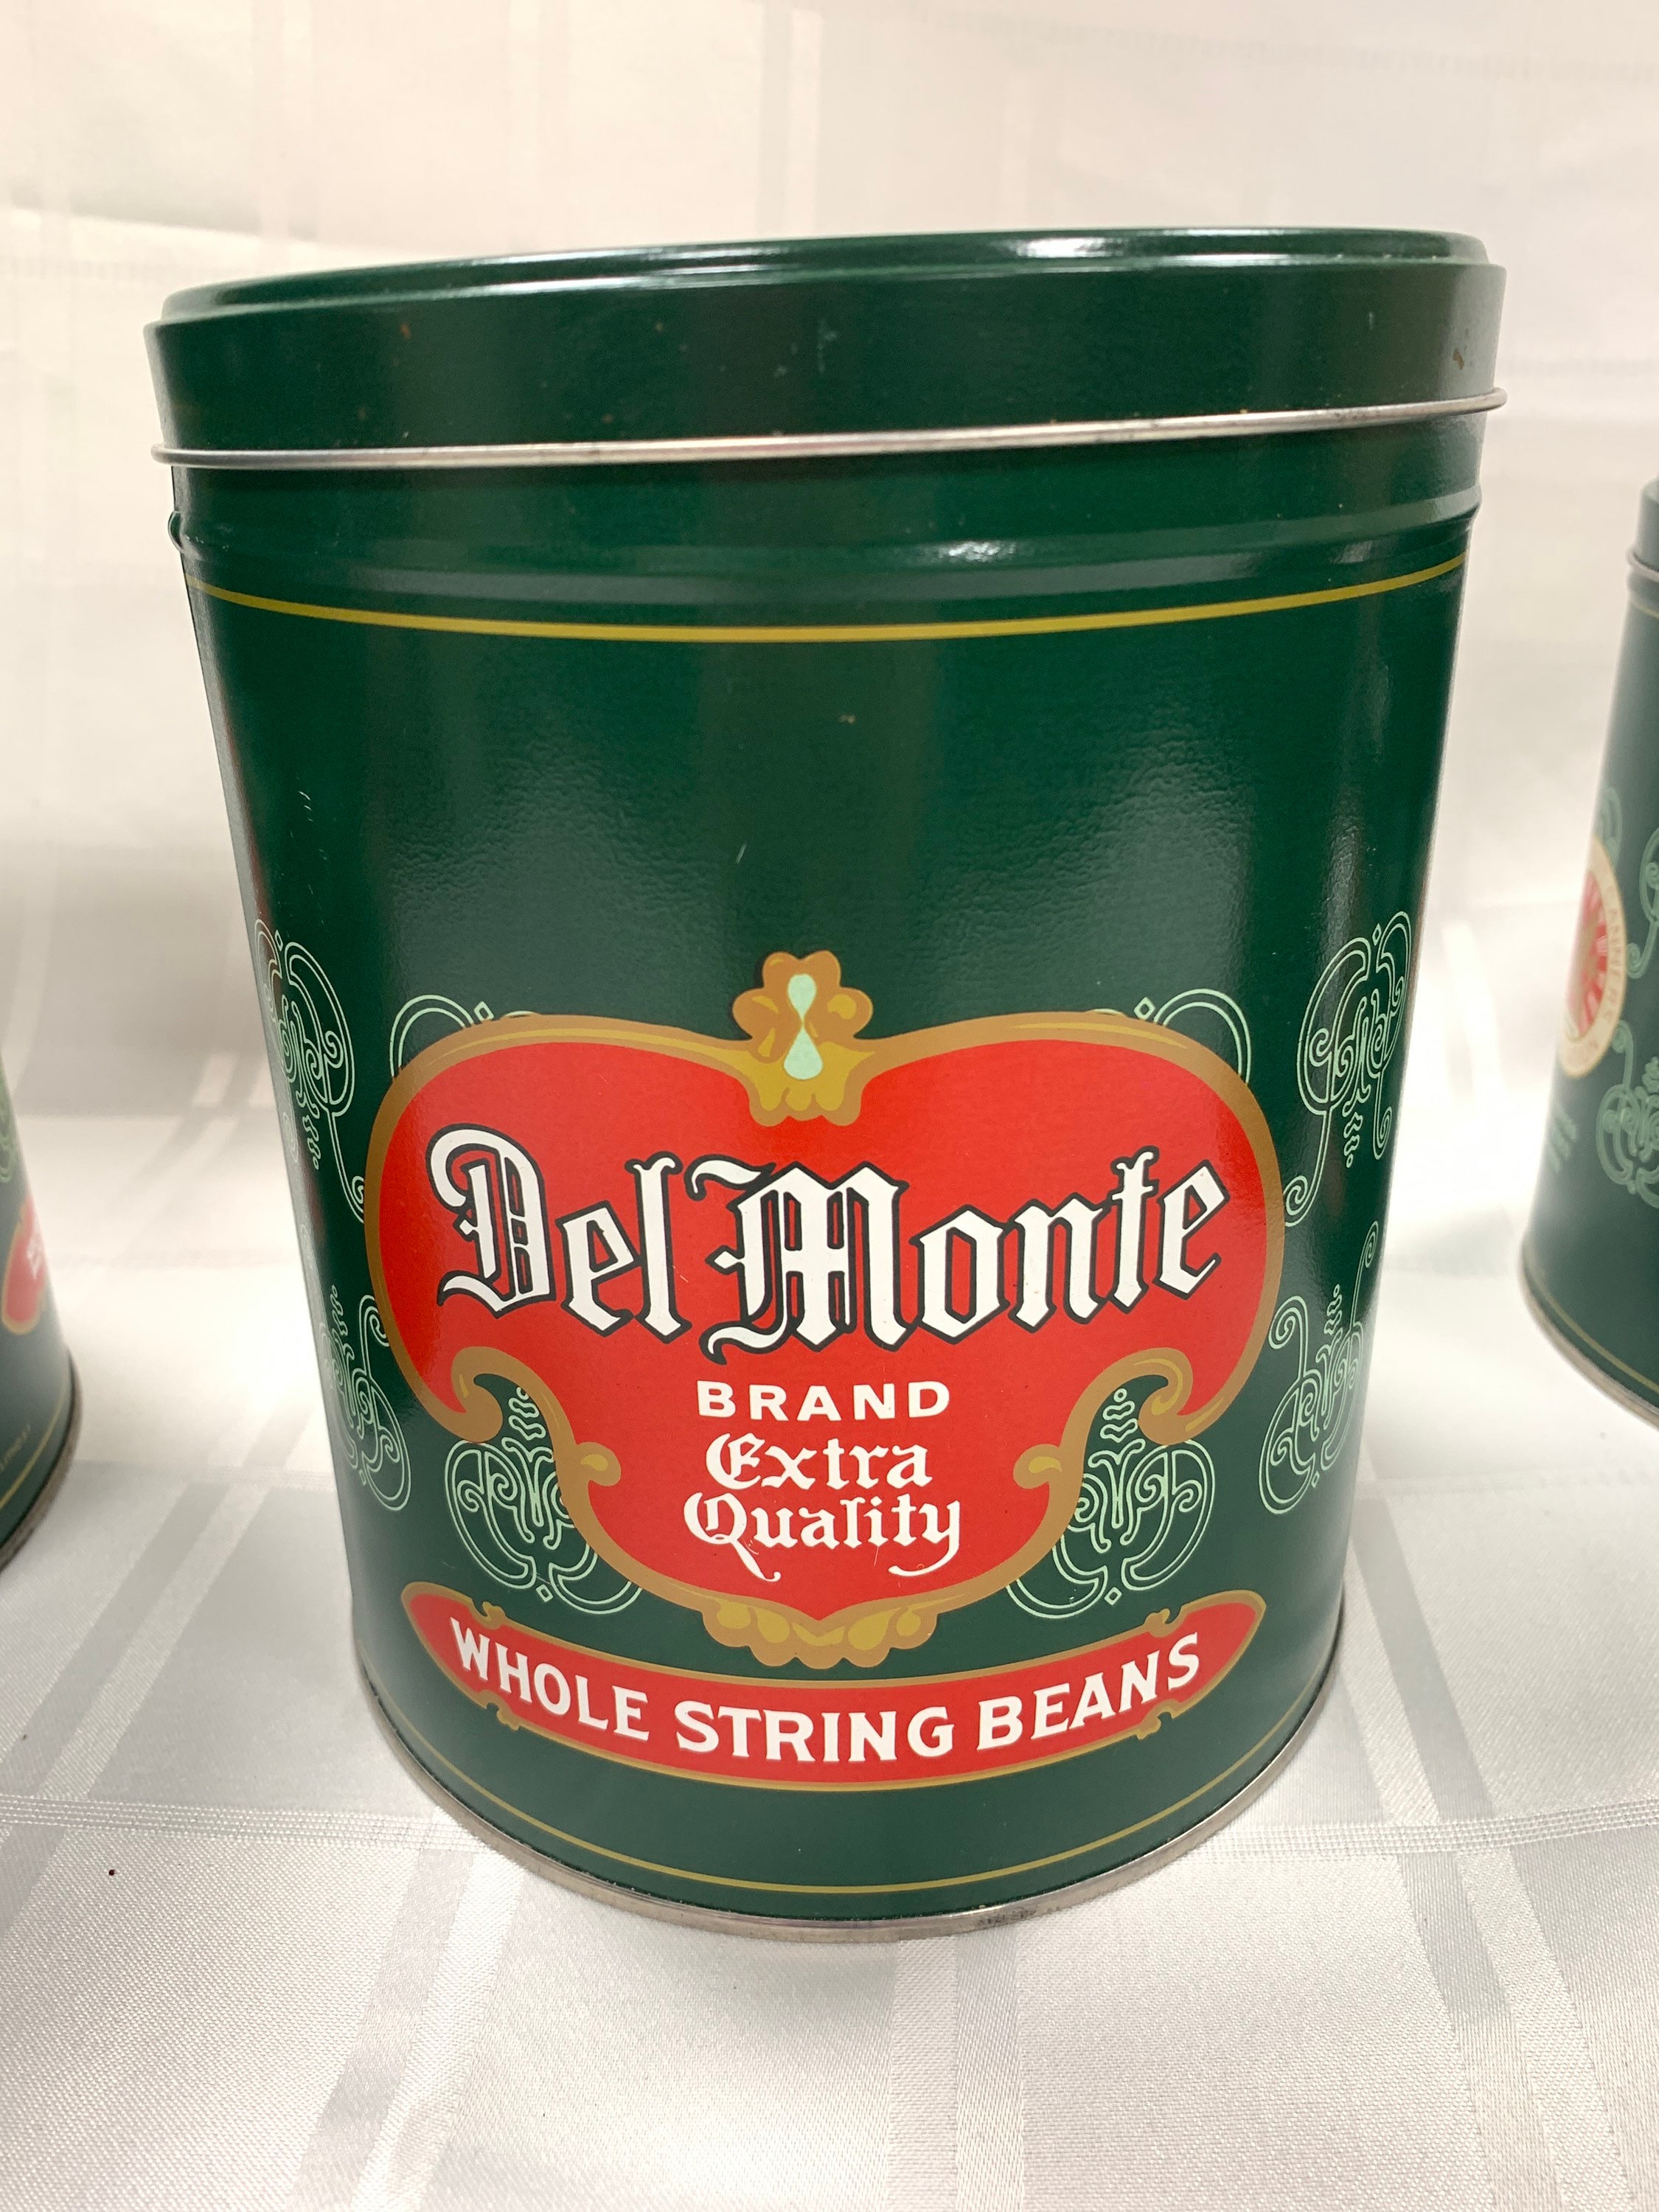 Del Monte
BRAND
Extra
Quality
WHOLE STRING BEANS